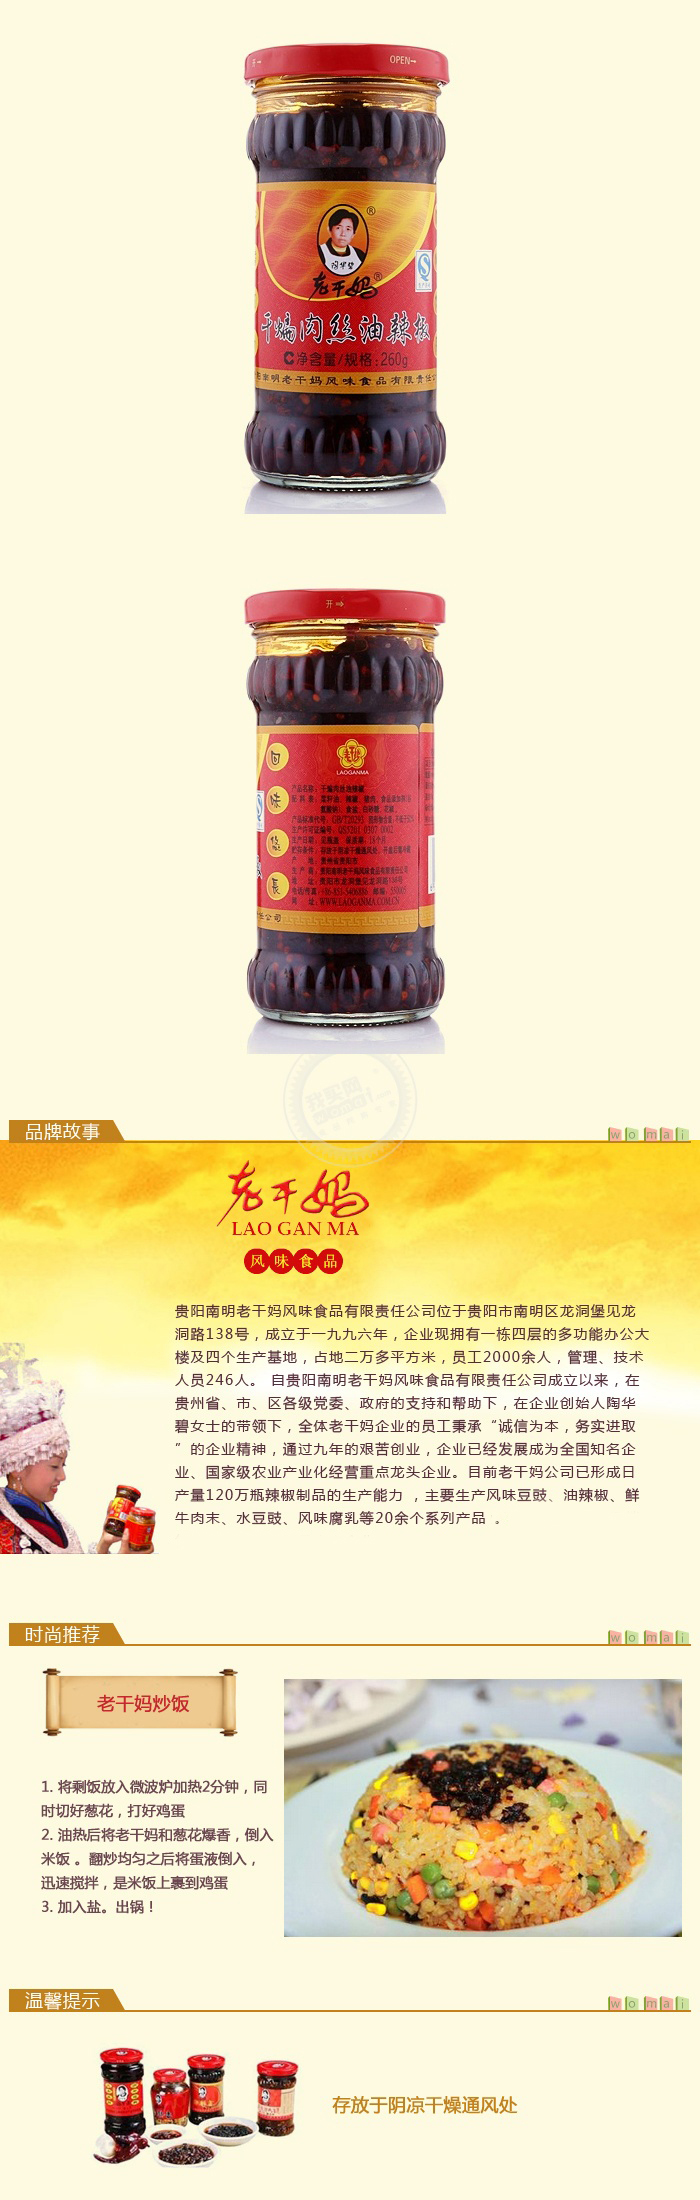 开→
OPEN→
®
陶华碧
老干妈®
干煸肉丝油辣椒
C净含量/规格:260g
阳南明老干妈风味食品有限责任公
开⇨
回
味
悠
長
LAOGANMA
产品名称：干煸肉丝油辣椒
任公司
我买网
品牌故事
womai
老干妈
LAO GAN MA
风味食品
贵阳南明老干妈风味食品有限责任公司位于贵阳市南明区龙洞堡见龙
洞路138号，成立于一九九六年，企业现拥有一栋四层的多功能办公大
楼及四个生产基地，占地二万多平方米，员工2000余人，管理、技术
人员246人。 自贵阳南明老干妈风味食品有限责任公司成立以来，在
贵州省、市、区各级党委、政府的支持和帮助下，在企业创始人陶华
碧女士的带领下，全体老干妈企业的员工秉承“诚信为本，务实进取
”的企业精神，通过九年的艰苦创业，企业已经发展成为全国知名企
业、国家级农业产业化经营重点龙头企业。目前老干妈公司已形成日
产量120万瓶辣椒制品的生产能力 ，主要生产风味豆豉、油辣椒、鲜
牛肉末、水豆豉、风味腐乳等20余个系列产品 。
时尚推荐
womai
老干妈炒饭
1. 将剩饭放入微波炉加热2分钟，同
时切好葱花，打好鸡蛋
2. 油热后将老干妈和葱花爆香，倒入
米饭 。翻炒均匀之后将蛋液倒入，
迅速搅拌，是米饭上裹到鸡蛋
3. 加入盐。出锅！
温馨提示
womai
存放于阴凉干燥通风处